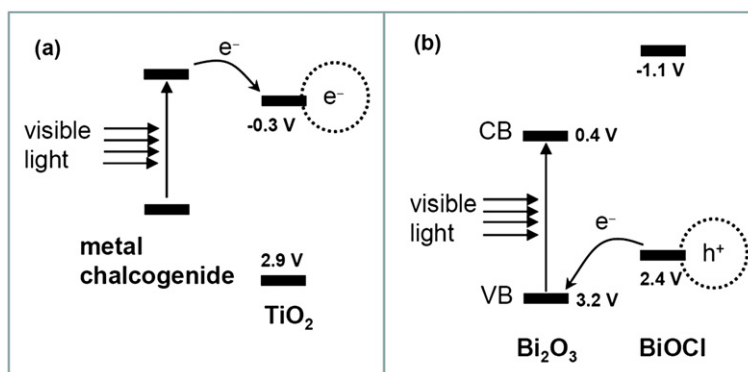 (a)
e⁻
e⁻
-0.3 V
visible
light
metal
chalcogenide
2.9 V
TiO₂
(b)
-1.1 V
CB
0.4 V
visible
light
e⁻
h⁺
2.4 V
VB
3.2 V
Bi₂O₃
BiOCl